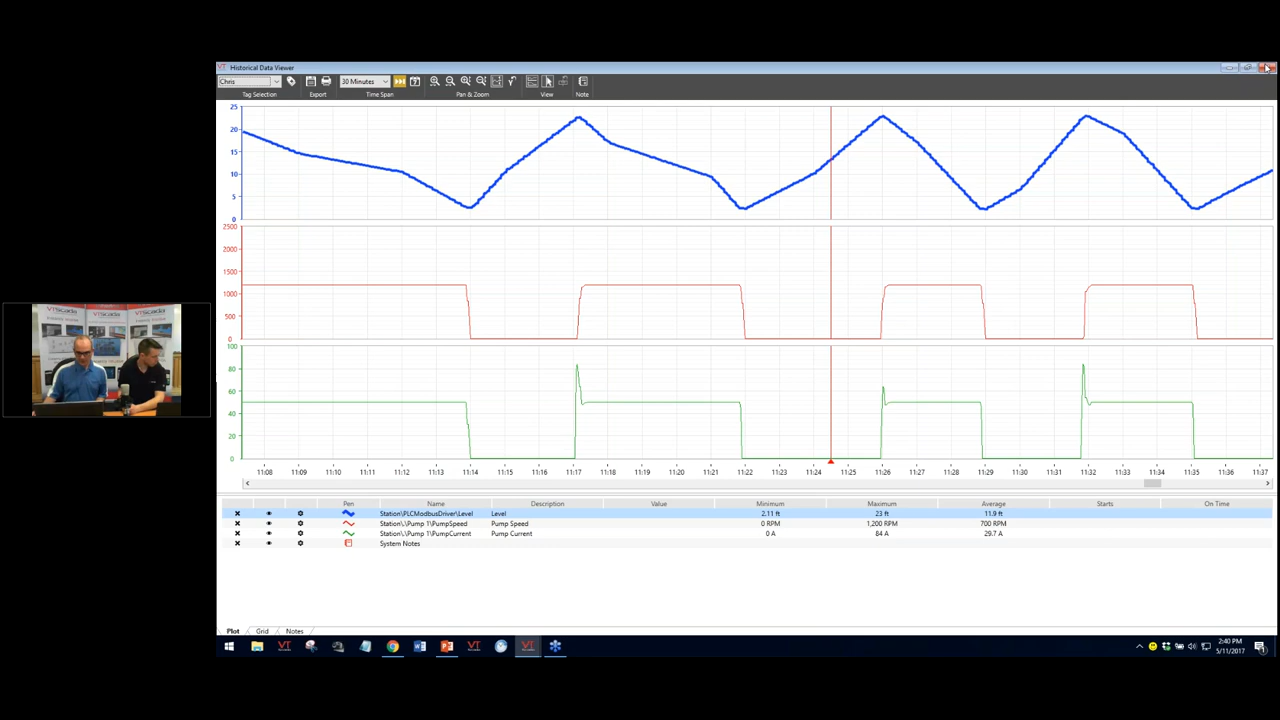 VT Historical Data Viewer
Chris
30 Minutes
Tag Selection Export Time Span Pan & Zoom View Note
25
20
15
10
5
0
2500
2000
1500
1000
500
0
100
80
60
40
20
0
11:08 11:09 11:10 11:11 11:12 11:13 11:14 11:15 11:16 11:17 11:18 11:19 11:20 11:21 11:22 11:23 11:24 11:25 11:26 11:27 11:28 11:29 11:30 11:31 11:32 11:33 11:34 11:35 11:36 11:37
Pen Name Description Value Minimum Maximum Average Starts On Time
Station\PLCModbusDriver\Level Level 2.11 ft 23 ft 11.9 ft
Station\.\Pump 1\PumpSpeed Pump Speed 0 RPM 1,200 RPM 700 RPM
Station\.\Pump 1\PumpCurrent Pump Current 0 A 84 A 29.7 A
System Notes
Plot Grid Notes
VTScada
2:40 PM
5/11/2017